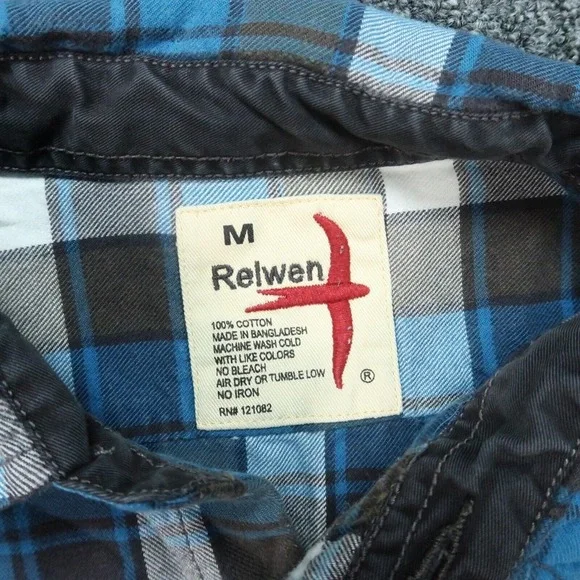 M
Relwen
100% COTTON
MADE IN BANGLADESH
MACHINE WASH COLD
WITH LIKE COLORS
NO BLEACH
AIR DRY OR TUMBLE LOW
NO IRON
RN# 121082
®